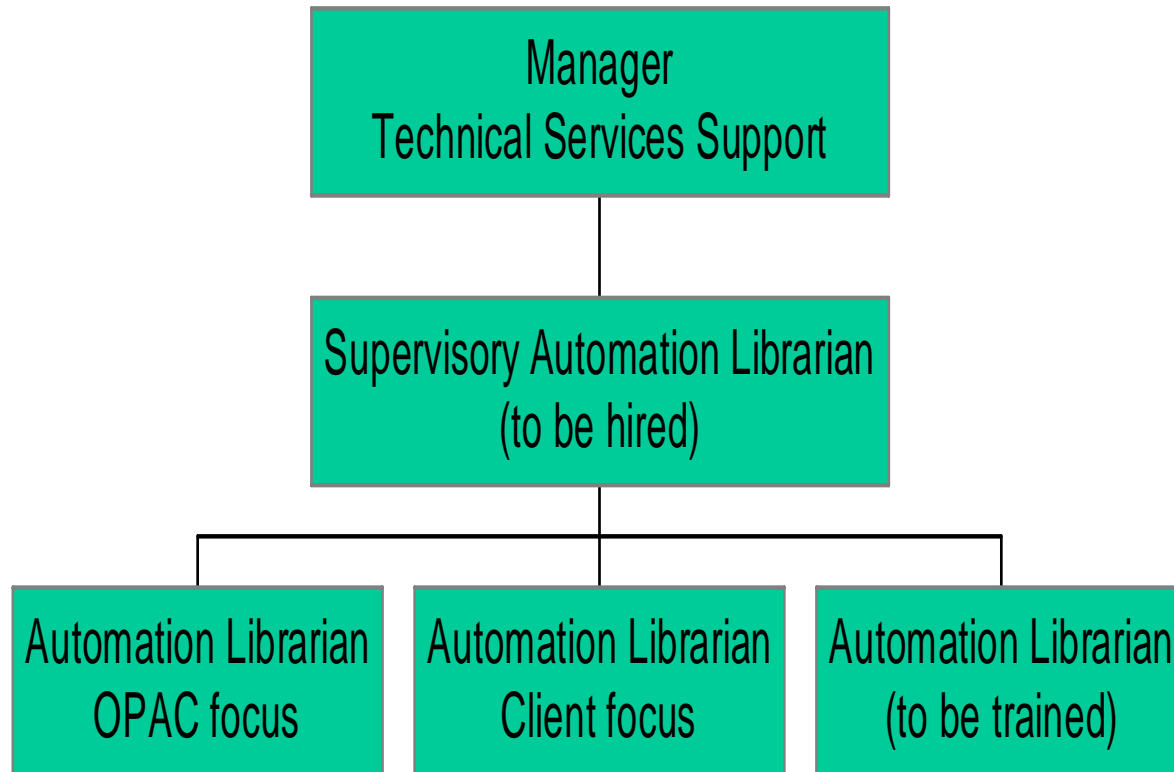 Manager
Technical Services Support
Supervisory Automation Librarian
(to be hired)
Automation Librarian
OPAC focus
Automation Librarian
Client focus
Automation Librarian
(to be trained)